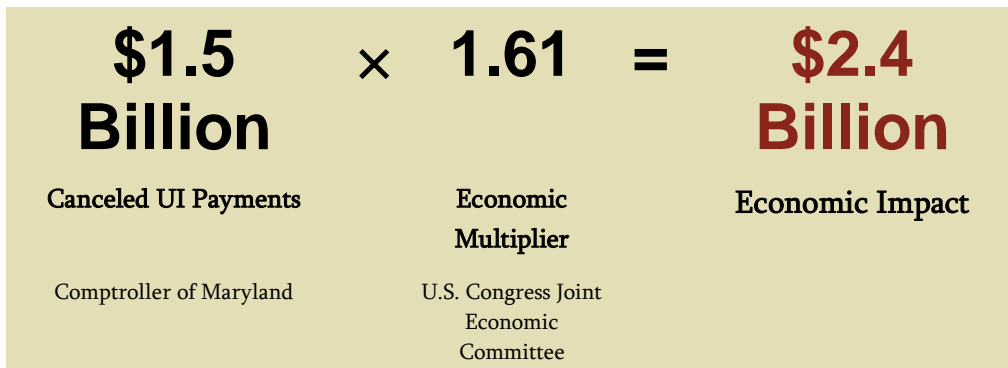 $1.5 × 1.61 = $2.4
Billion Billion
Canceled UI Payments Economic Economic Impact
Multiplier
Comptroller of Maryland U.S. Congress Joint
Economic
Committee